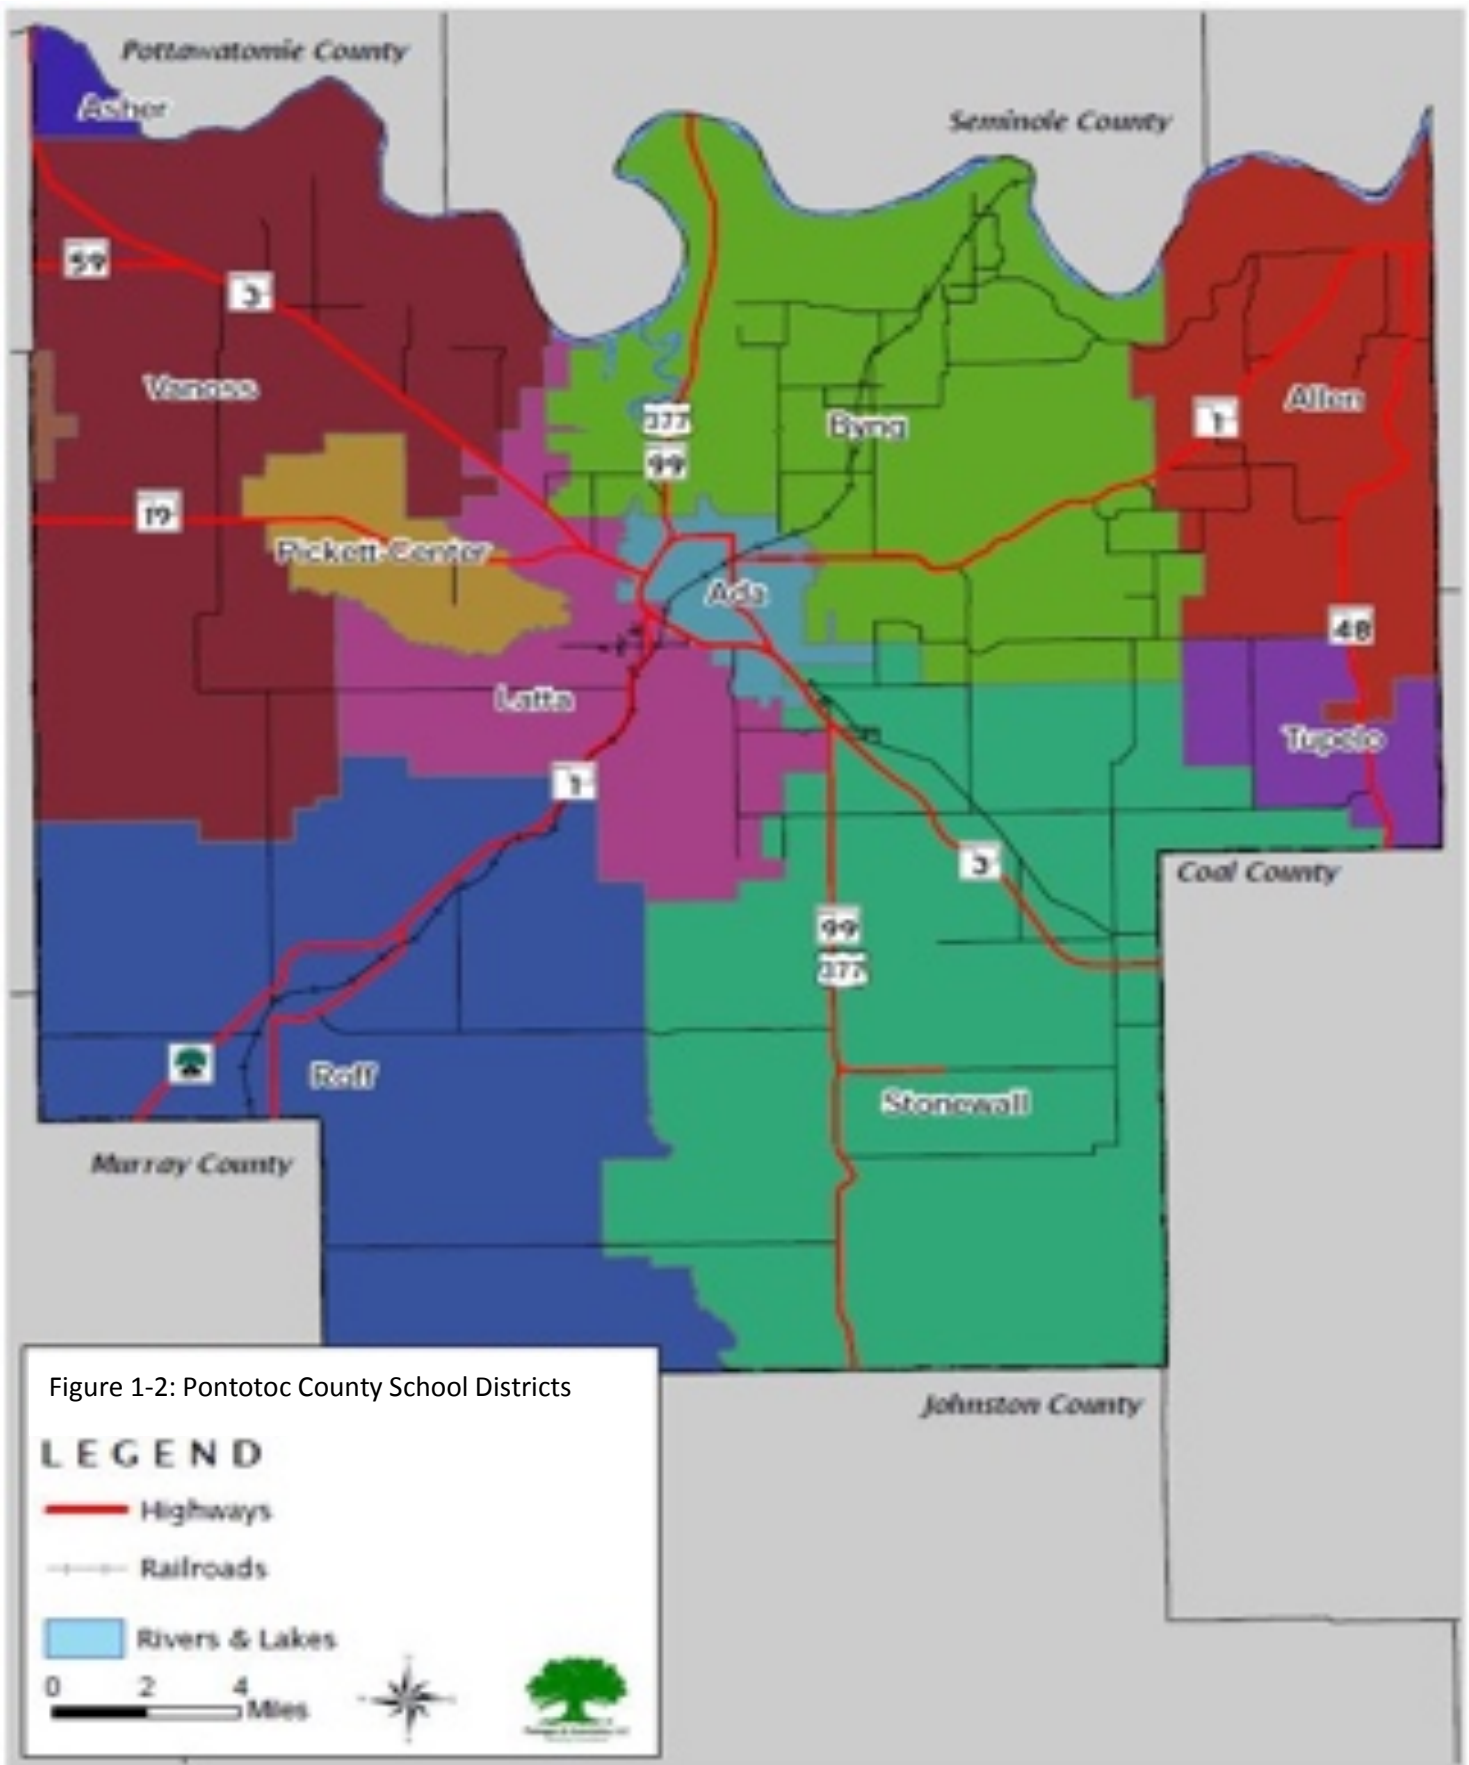 Pottawatomie County
Asher
Seminole County
59
3
Vanoss
377
Byng
1
Allen
99
19
Pickett-Center
Ada
48
Latta
Tupelo
1
3
Coal County
99
377
Roff
Stonewall
Murray County
Figure 1-2: Pontotoc County School Districts
Johnston County
LEGEND
Highways
Railroads
Rivers & Lakes
0 2 4
Miles